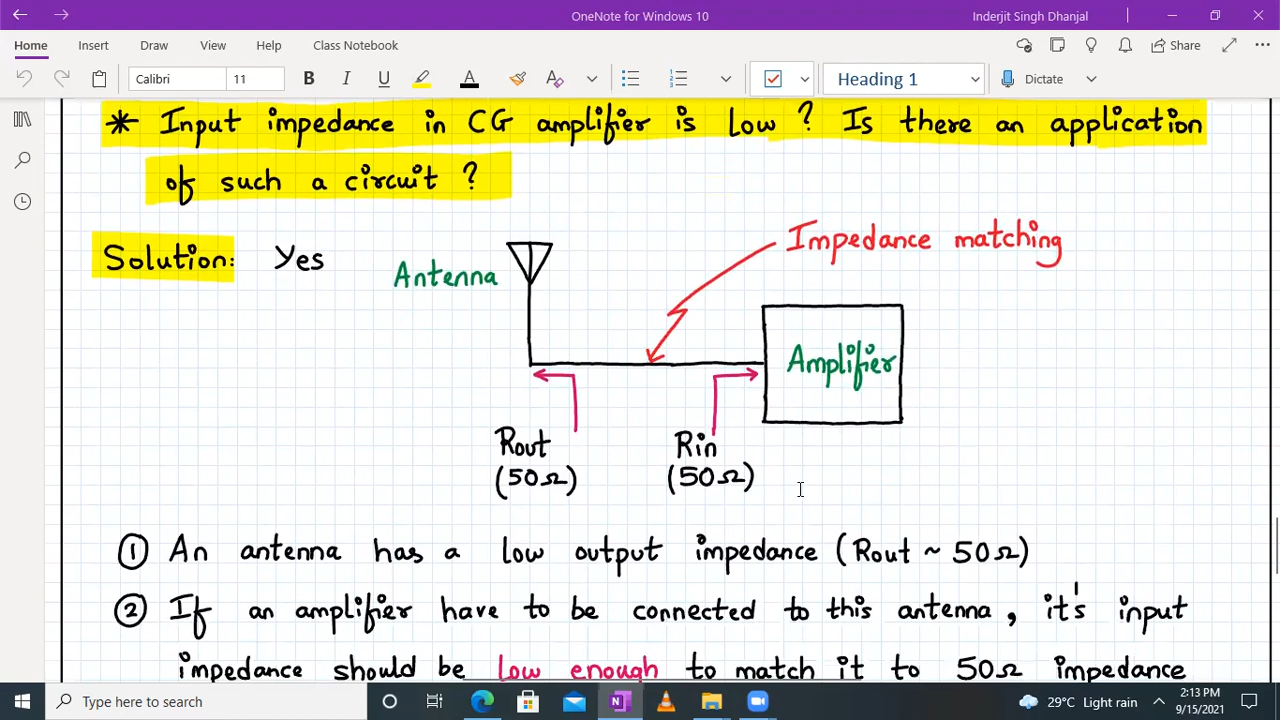 OneNote for Windows 10
Inderjit Singh Dhanjal
Home Insert Draw View Help Class Notebook
Share
Calibri 11 B I U A Heading 1 Dictate
* Input impedance in CG amplifier is low ? Is there an application
of such a circuit ?
Solution: Yes
Impedance matching
Antenna
Amplifier
Rout Rin
(50Ω) (50Ω)
① An antenna has a low output impedance (Rout ~ 50Ω)
② If an amplifier have to be connected to this antenna, it's input
impedance should be low enough to match it to 50Ω impedance
Type here to search
29°C Light rain
2:13 PM
9/15/2021